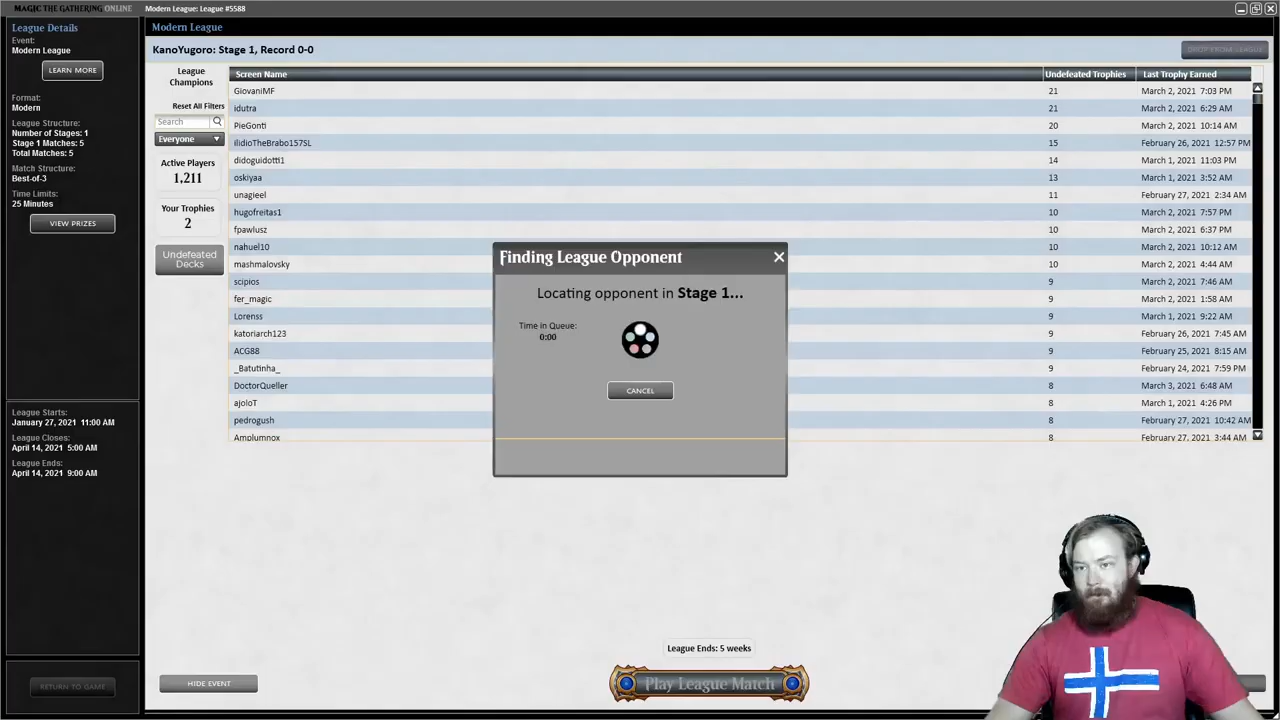 MAGIC THE GATHERING ONLINE
Modern League: League #5588
League Details
Event:
Modern League
LEARN MORE
Format:
Modern
League Structure:
Number of Stages: 1
Stage 1 Matches: 5
Total Matches: 5
Match Structure:
Best-of-3
Time Limits:
25 Minutes
VIEW PRIZES
League Starts:
January 27, 2021 11:00 AM
League Closes:
April 14, 2021 5:00 AM
League Ends:
April 14, 2021 9:00 AM
RETURN TO GAME
Modern League
KanoYugoro: Stage 1, Record 0-0
DROP FROM LEAGUE
League
Champions
Reset All Filters
Search
Everyone
Active Players
1,211
Your Trophies
2
Undefeated
Decks
Screen Name Undefeated Trophies Last Trophy Earned
GiovaniMF 21 March 2, 2021 7:03 PM
idutra 21 March 2, 2021 6:29 AM
PieGonti 20 March 2, 2021 10:14 AM
ilidioTheBrabo157SL 15 February 26, 2021 12:57 PM
didoguidotti1 14 March 1, 2021 11:03 PM
oskiyaa 13 March 1, 2021 3:52 AM
unagieel 11 February 27, 2021 2:34 AM
hugofreitas1 10 March 2, 2021 7:57 PM
fpawlusz 10 March 2, 2021 6:37 PM
nahuel10 10 March 2, 2021 10:12 AM
mashmalovsky 10 March 2, 2021 4:44 AM
scipios 9 March 2, 2021 7:46 AM
fer_magic 9 March 2, 2021 1:58 AM
Lorenss 9 March 1, 2021 9:22 AM
katoriarch123 9 February 26, 2021 7:45 AM
ACG88 9 February 25, 2021 8:15 AM
_Batutinha_ 9 February 24, 2021 7:59 PM
DoctorQueller 8 March 3, 2021 6:48 AM
ajoloT 8 March 1, 2021 4:26 PM
pedrogush 8 February 27, 2021 10:42 AM
Amplumnox 8 February 27, 2021 3:44 AM
Finding League Opponent
Locating opponent in Stage 1...
Time in Queue:
0:00
CANCEL
League Ends: 5 weeks
HIDE EVENT
Play League Match